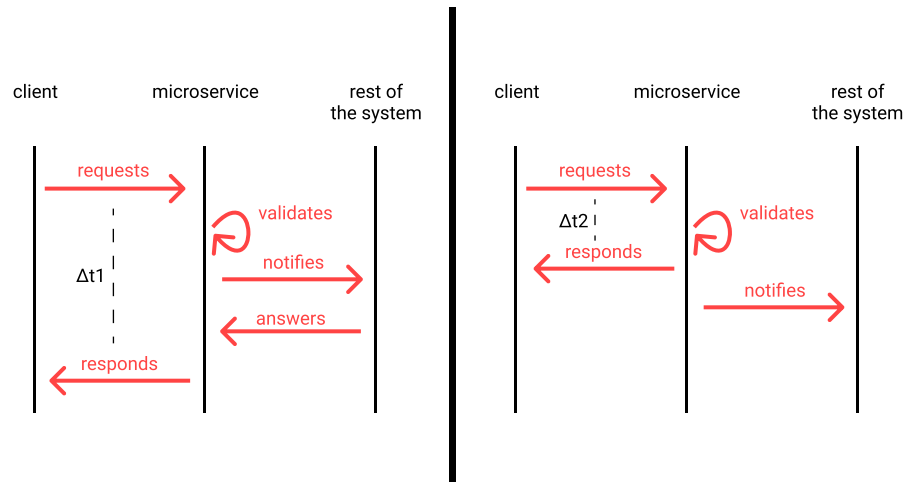 client
microservice
rest of
the system
requests
validates
notifies
Δt1
answers
responds
client
microservice
rest of
the system
requests
validates
Δt2
responds
notifies